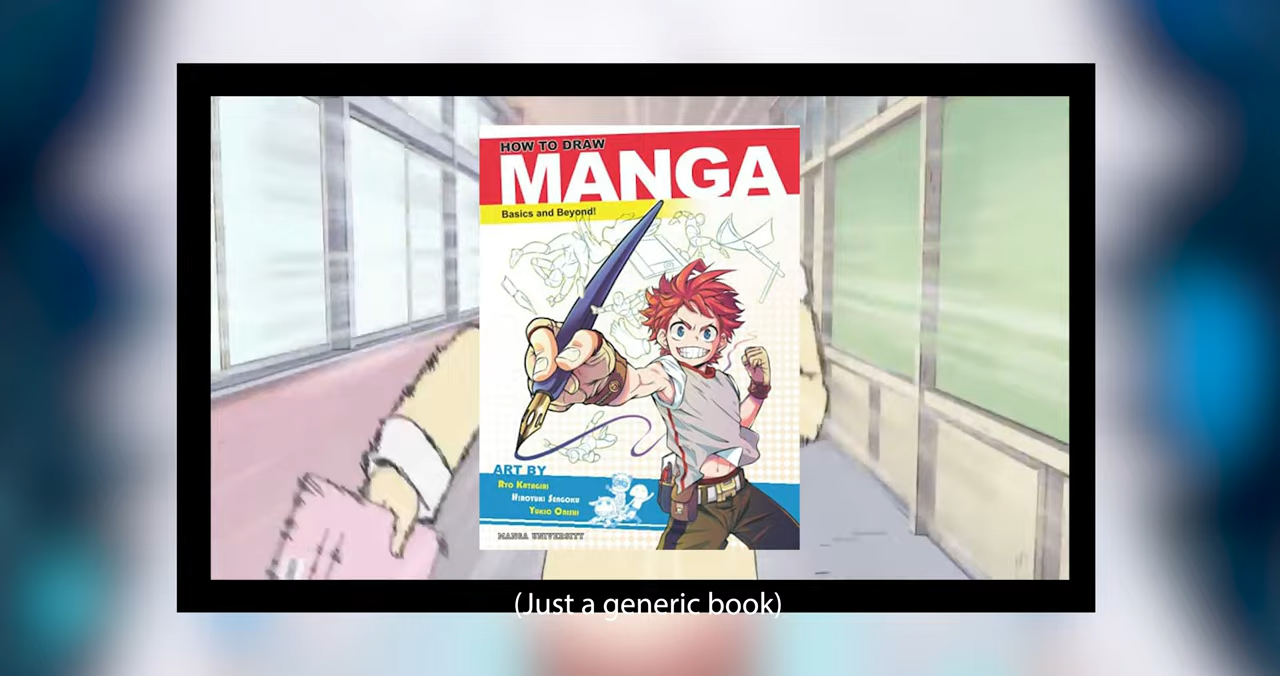 HOW TO DRAW
MANGA
Basics and Beyond!
ART BY
RYO KATAGIRI
HIROYUKI SEAGOKU
YUKIO ONISHI
MANGA UNIVERSITY
(Just a generic book)